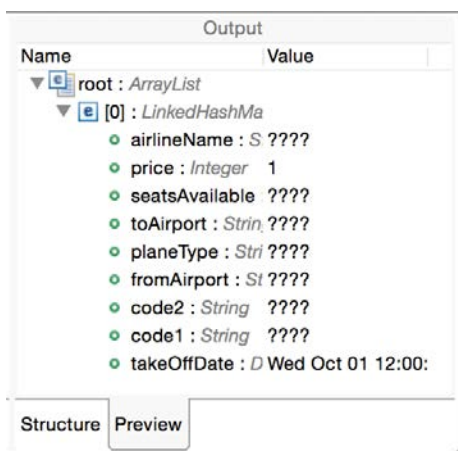 Output
Name Value
root : ArrayList
[0] : LinkedHashMa
airlineName : S ????
price : Integer 1
seatsAvailable ????
toAirport : Strin ????
planeType : Stri ????
fromAirport : St ????
code2 : String ????
code1 : String ????
takeOffDate : D Wed Oct 01 12:00:
Structure Preview